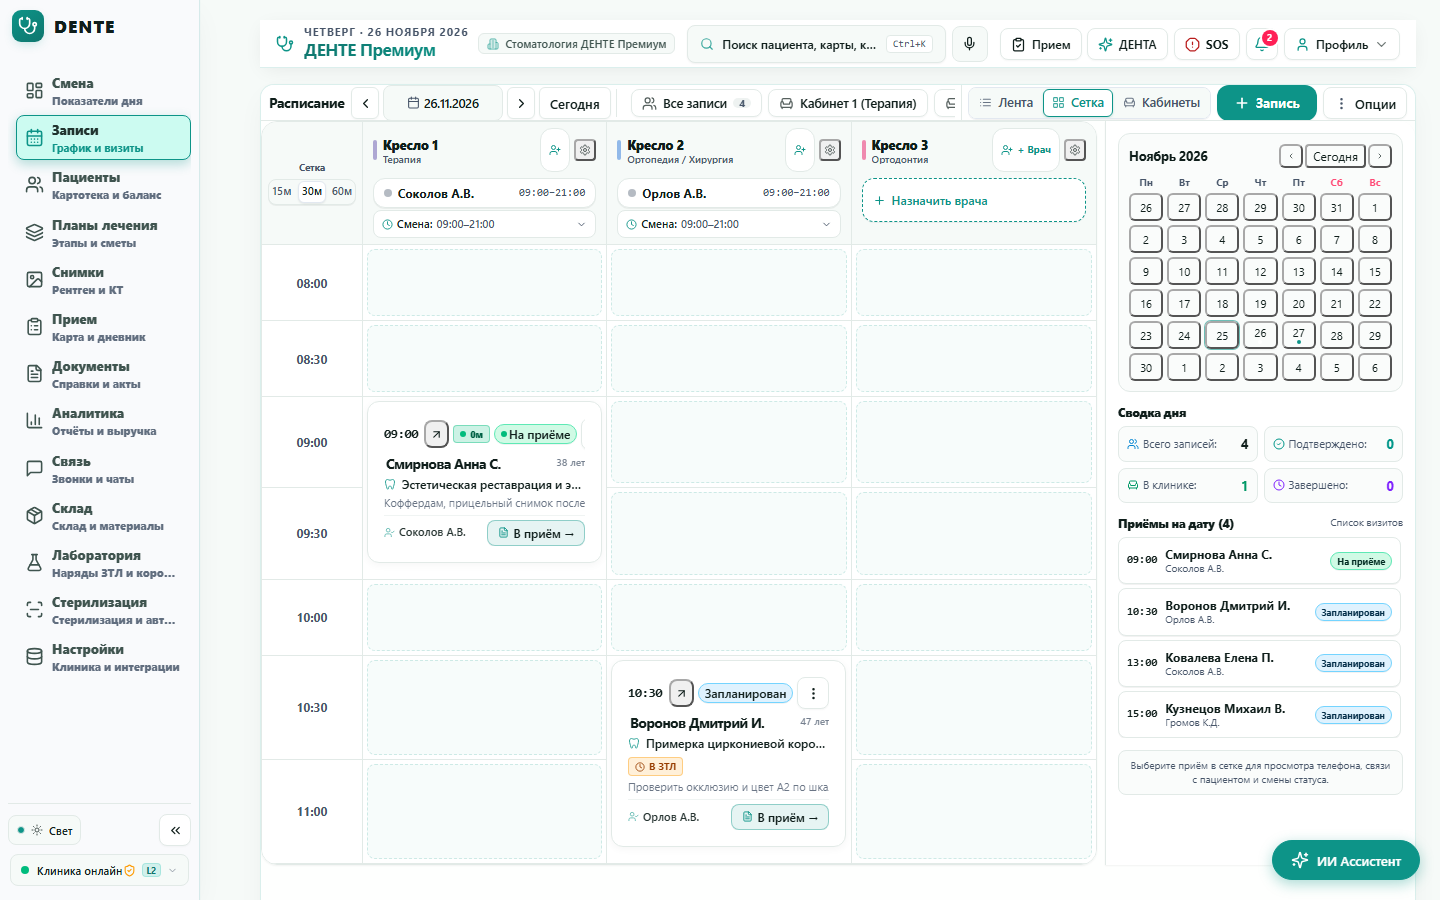 DENTE
Смена
Показатели дня
Записи
График и визиты
Пациенты
Картотека и баланс
Планы лечения
Этапы и сметы
Снимки
Рентген и КТ
Прием
Карта и дневник
Документы
Справки и акты
Аналитика
Отчёты и выручка
Связь
Звонки и чаты
Склад
Склад и материалы
Лаборатория
Наряды ЗТЛ и коро...
Стерилизация
Стерилизация и авт...
Настройки
Клиника и интеграции
Свет
Клиника онлайн L2
ЧЕТВЕРГ · 26 НОЯБРЯ 2026
ДЕНТЕ Премиум
Стоматология ДЕНТЕ Премиум
Поиск пациента, карты, к... Ctrl+K
Прием
ДЕНТА
SOS
2
Профиль
Расписание
26.11.2026
Сегодня
Все записи 4
Кабинет 1 (Терапия)
Лента
Сетка
Кабинеты
Запись
Опции
Сетка
15м 30м 60м
Кресло 1
Терапия
Соколов А.В. 09:00–21:00
Смена: 09:00–21:00
Кресло 2
Ортопедия / Хирургия
Орлов А.В. 09:00–21:00
Смена: 09:00–21:00
Кресло 3
Ортодонтия
+ Врач
Назначить врача
08:00
08:30
09:00
09:30
10:00
10:30
11:00
09:00 0м На приёме
Смирнова Анна С. 38 лет
Эстетическая реставрация и э...
Коффердам, прицельный снимок после
Соколов А.В. В приём →
10:30 Запланирован
Воронов Дмитрий И. 47 лет
Примерка циркониевой коро...
В ЗТЛ
Проверить окклюзию и цвет A2 по шка
Орлов А.В. В приём →
Ноябрь 2026
‹ Сегодня ›
Пн Вт Ср Чт Пт Сб Вс
26 27 28 29 30 31 1
2 3 4 5 6 7 8
9 10 11 12 13 14 15
16 17 18 19 20 21 22
23 24 25 26 27 28 29
30 1 2 3 4 5 6
Сводка дня
Всего записей: 4
Подтверждено: 0
В клинике: 1
Завершено: 0
Приёмы на дату (4) Список визитов
09:00 Смирнова Анна С. На приёме
Соколов А.В.
10:30 Воронов Дмитрий И. Запланирован
Орлов А.В.
13:00 Ковалева Елена П. Запланирован
Соколов А.В.
15:00 Кузнецов Михаил В. Запланирован
Громов К.Д.
Выберите приём в сетке для просмотра телефона, связи
с пациентом и смены статуса.
ИИ Ассистент